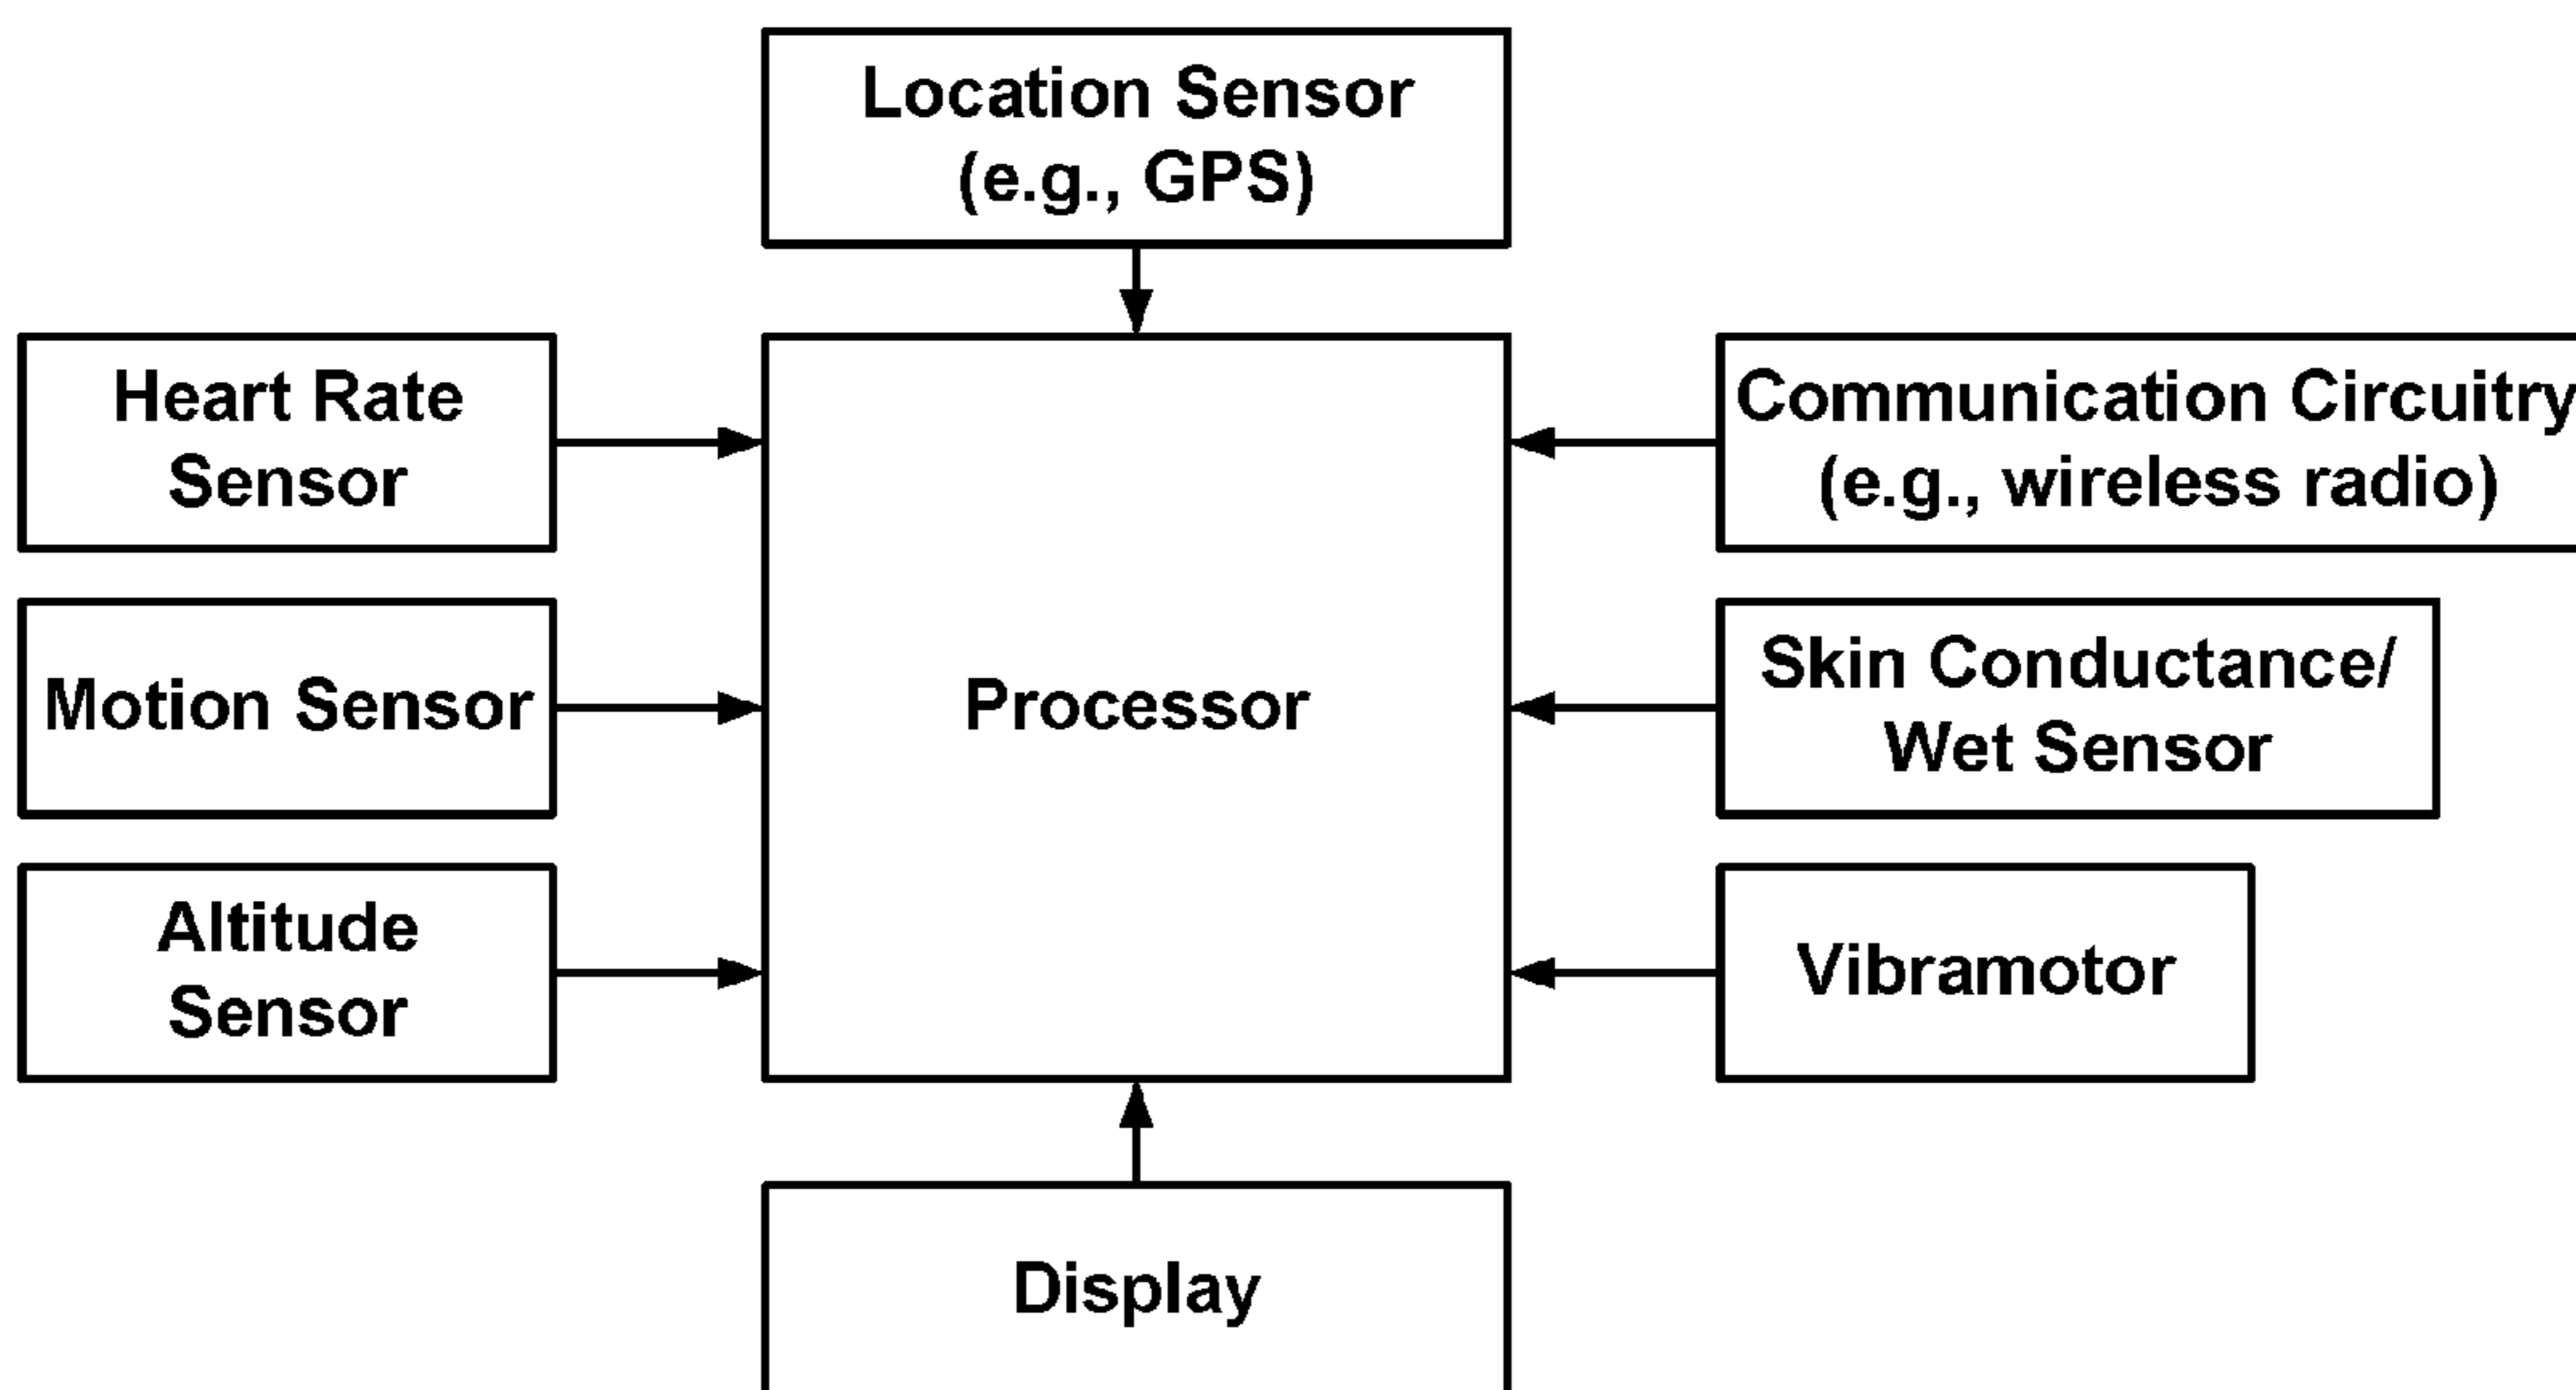 Location Sensor
(e.g., GPS)
Heart Rate
Sensor
Communication Circuitry
(e.g., wireless radio)
Motion Sensor
Processor
Skin Conductance/
Wet Sensor
Altitude
Sensor
Vibramotor
Display